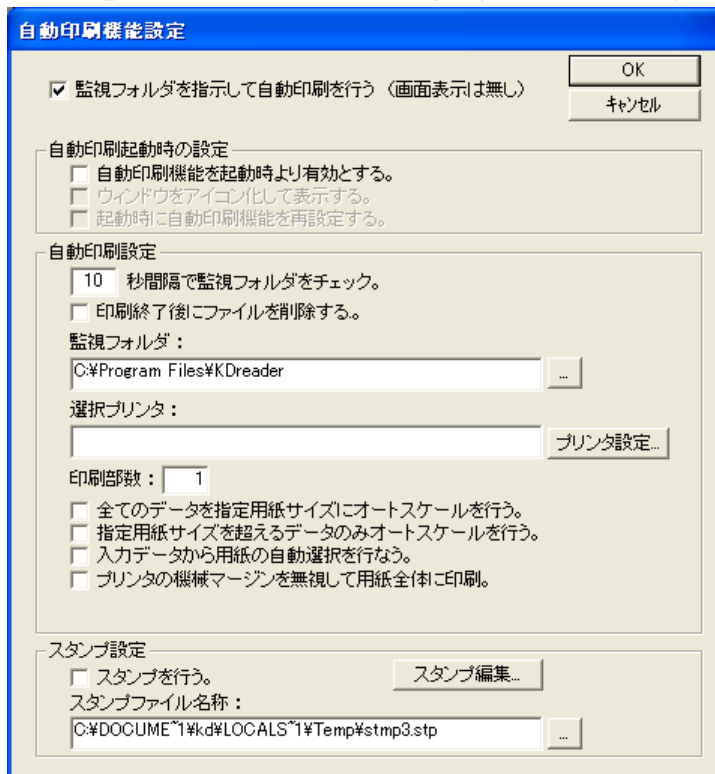 自動印刷機能設定
監視フォルダを指示して自動印刷を行う（画面表示は無し）
OK
キャンセル
自動印刷起動時の設定
自動印刷機能を起動時より有効とする。
ウィンドウをアイコン化して表示する。
起動時に自動印刷機能を再設定する。
自動印刷設定
10 秒間隔で監視フォルダをチェック。
印刷終了後にファイルを削除する。。
監視フォルダ：
C:¥Program Files¥KDreader
...
選択プリンタ：
プリンタ設定...
印刷部数： 1
全てのデータを指定用紙サイズにオートスケールを行う。
指定用紙サイズを超えるデータのみオートスケールを行う。
入力データから用紙の自動選択を行なう。
プリンタの機械マージンを無視して用紙全体に印刷。
スタンプ設定
スタンプを行う。
スタンプ編集...
スタンプファイル名称：
C:¥DOCUME~1¥kd¥LOCALS~1¥Temp¥stmp3.stp
...